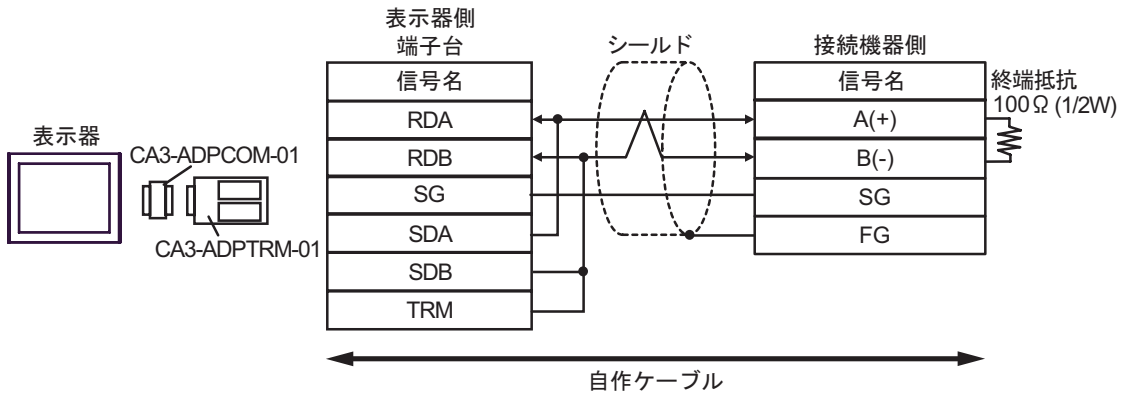 表示器
CA3-ADPCOM-01
CA3-ADPTRM-01
表示器側
端子台
信号名
RDA
RDB
SG
SDA
SDB
TRM
シールド
接続機器側
信号名
A(+)
B(-)
SG
FG
終端抵抗
100Ω (1/2W)
自作ケーブル